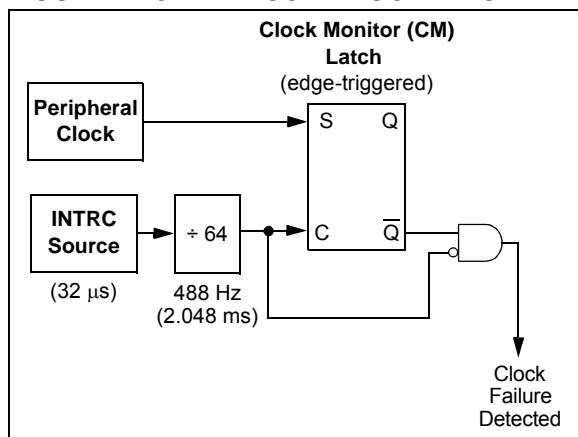 Clock Monitor (CM)
Latch
(edge-triggered)
Peripheral
Clock
S Q
INTRC
Source
÷ 64
C Q̅
(32 μs)
488 Hz
(2.048 ms)
Clock
Failure
Detected